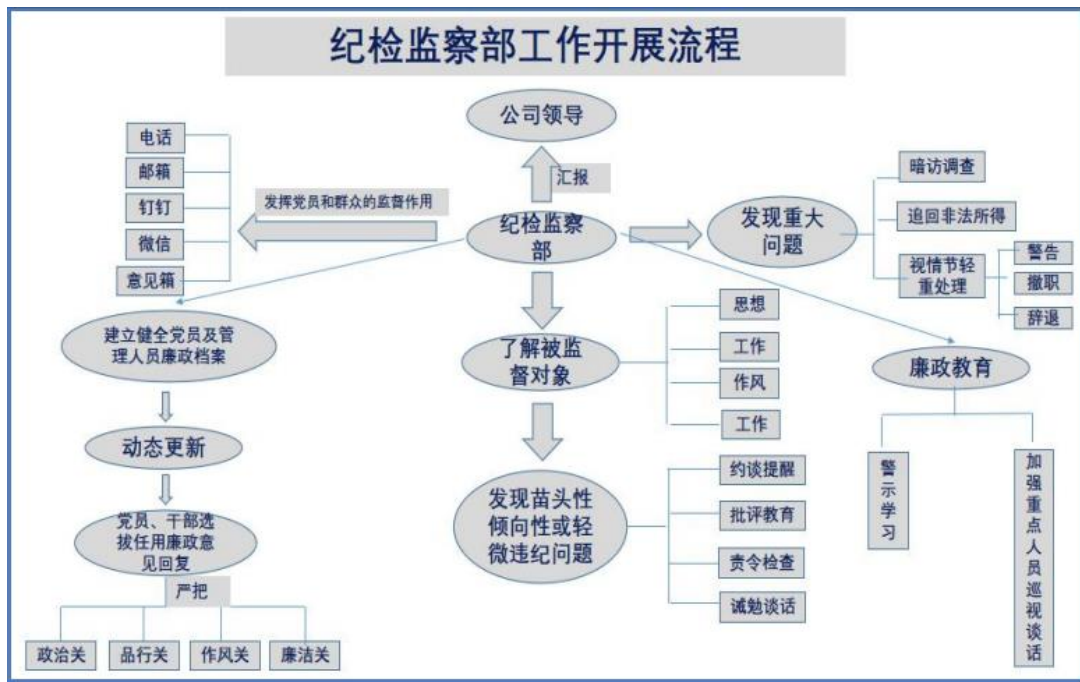 纪检监察部工作开展流程
公司领导
汇报
纪检监察
部
发挥党员和群众的监督作用
电话
邮箱
钉钉
微信
意见箱
建立健全党员及管
理人员廉政档案
动态更新
党员、干部选
拔任用廉政意
见回复
严把
政治关
品行关
作风关
廉洁关
了解被监
督对象
思想
工作
作风
工作
发现苗头性
倾向性或轻
微违纪问题
约谈提醒
批评教育
责令检查
诫勉谈话
发现重大
问题
暗访调查
追回非法所得
视情节轻
重处理
警告
撤职
辞退
廉政教育
警示学习
加强重点人员巡视谈话